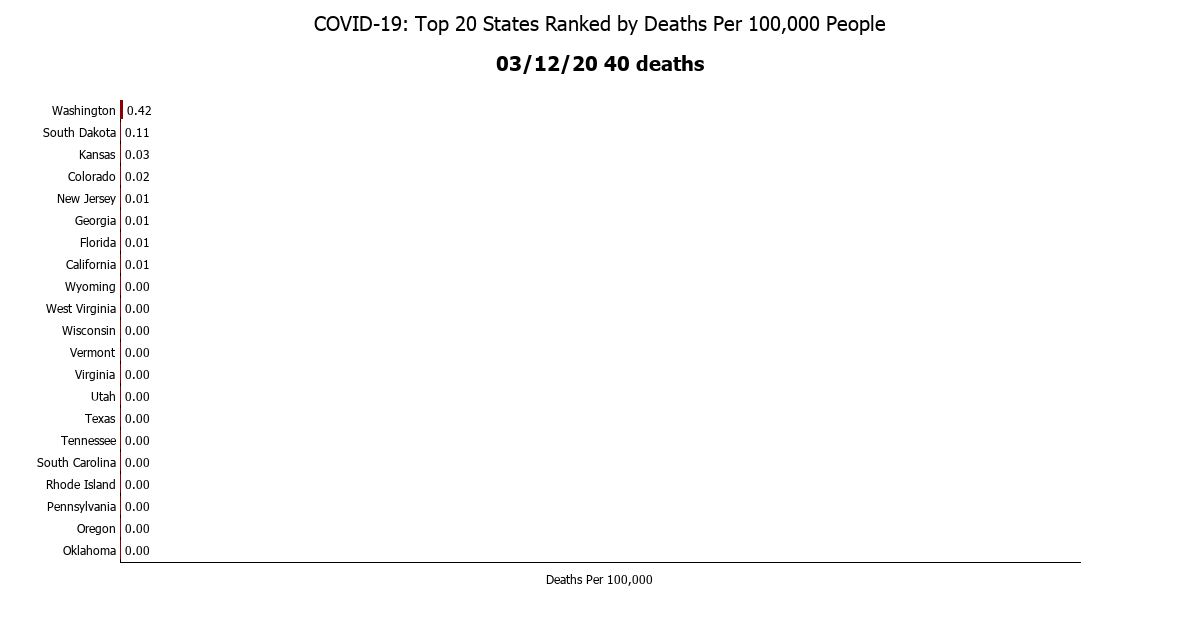 COVID-19: Top 20 States Ranked by Deaths Per 100,000 People
03/12/20 40 deaths
Washington 0.42
South Dakota 0.11
Kansas 0.03
Colorado 0.02
New Jersey 0.01
Georgia 0.01
Florida 0.01
California 0.01
Wyoming 0.00
West Virginia 0.00
Wisconsin 0.00
Vermont 0.00
Virginia 0.00
Utah 0.00
Texas 0.00
Tennessee 0.00
South Carolina 0.00
Rhode Island 0.00
Pennsylvania 0.00
Oregon 0.00
Oklahoma 0.00
Deaths Per 100,000